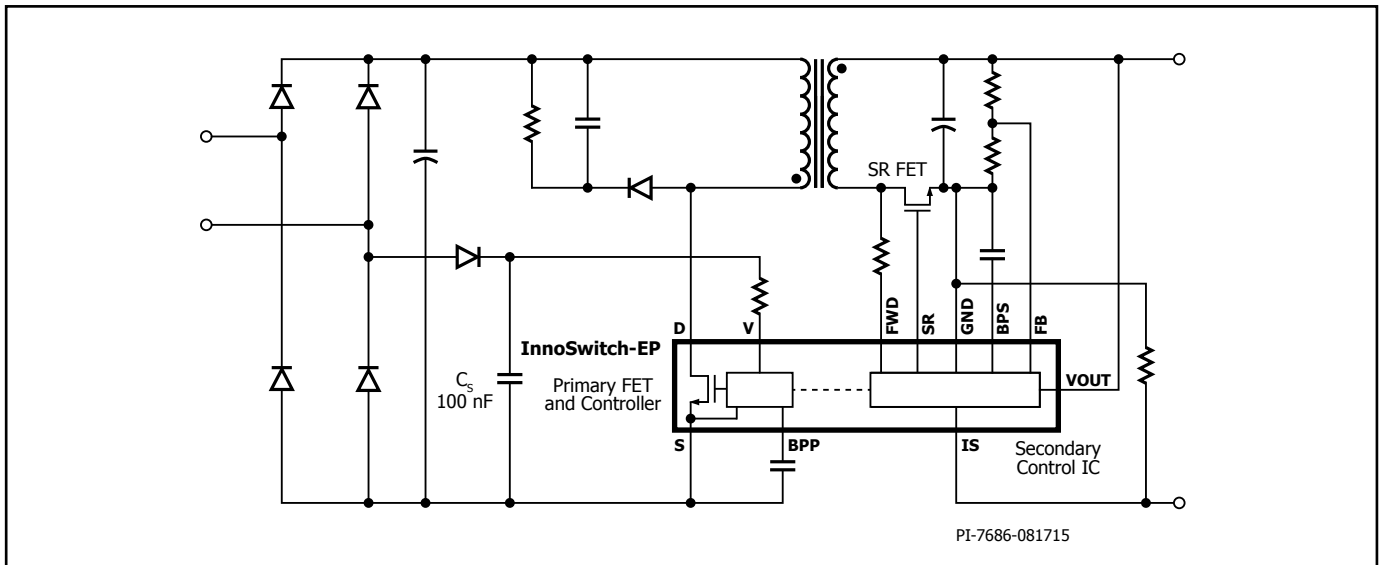 SR FET
FWD
SR
GND
BPS
FB
D
V
InnoSwitch-EP
Primary FET
and Controller
VOUT
C_S
100 nF
S
BPP
IS
Secondary
Control IC
PI-7686-081715